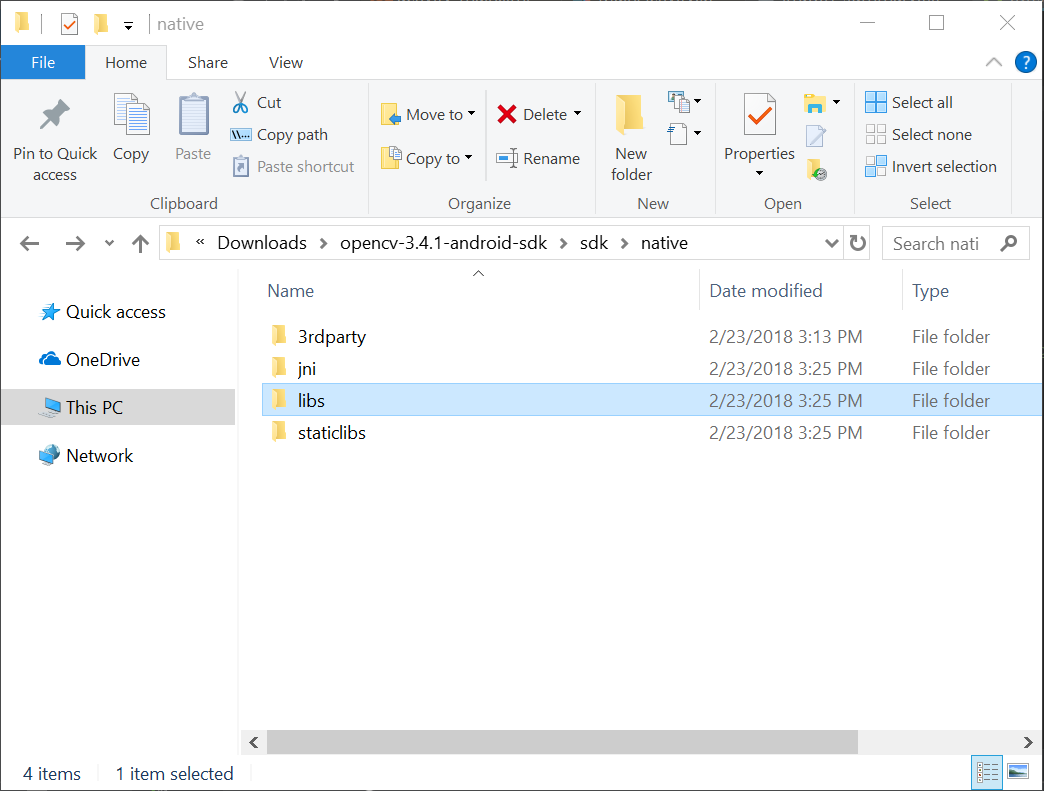 native
File Home Share View
Pin to Quick access
Copy
Paste
Cut
Copy path
Paste shortcut
Clipboard
Move to
Copy to
Delete
Rename
Organize
New folder
New
Properties
Open
Select all
Select none
Invert selection
Select
« Downloads > opencv-3.4.1-android-sdk > sdk > native
Search nati
Quick access
OneDrive
This PC
Network
Name Date modified Type
3rdparty 2/23/2018 3:13 PM File folder
jni 2/23/2018 3:25 PM File folder
libs 2/23/2018 3:25 PM File folder
staticlibs 2/23/2018 3:25 PM File folder
4 items 1 item selected